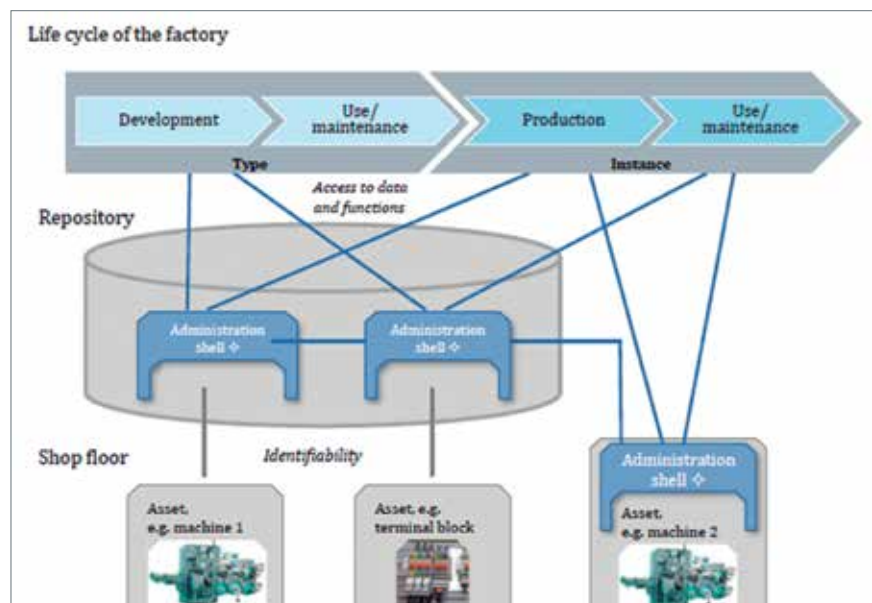 Life cycle of the factory
Development
Use/
maintenance
Production
Use/
maintenance
Type
Instance
Access to data
and functions
Repository
Administration
shell ✧
Administration
shell ✧
Shop floor
Identifiability
Administration
shell ✧
Asset,
e.g. machine 1
Asset, e.g.
terminal block
Asset,
e.g. machine 2